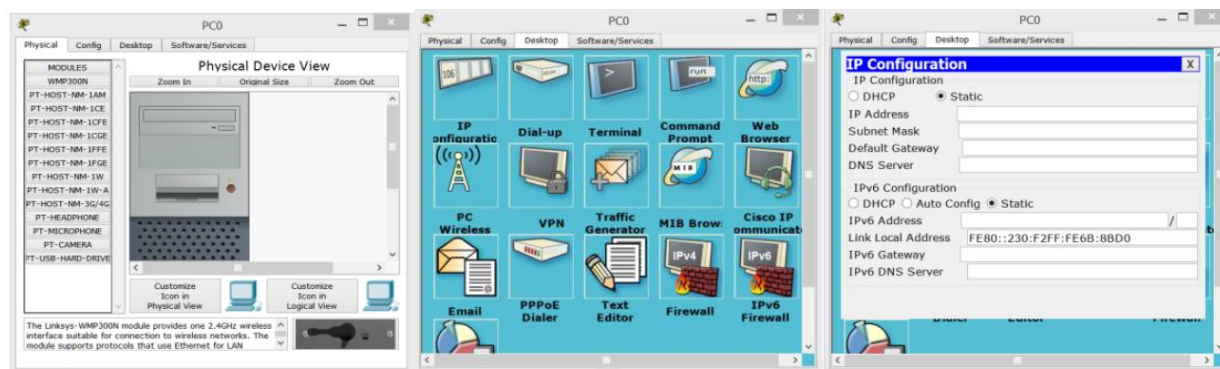 PC0
Physical Config Desktop Software/Services
MODULES
WMP300N
PT-HOST-NM-1AM
PT-HOST-NM-1CE
PT-HOST-NM-1CFE
PT-HOST-NM-1CGE
PT-HOST-NM-1FFE
PT-HOST-NM-1FGE
PT-HOST-NM-1W
PT-HOST-NM-1W-A
PT-HOST-NM-3G/4G
PT-HEADPHONE
PT-MICROPHONE
PT-CAMERA
PT-USB-HARD-DRIVE
Physical Device View
Zoom In Original Size Zoom Out
Customize
Icon in
Physical View
Customize
Icon in
Logical View
The Linksys-WMP300N module provides one 2.4GHz wireless
interface suitable for connection to wireless networks. The
module supports protocols that use Ethernet for LAN
PC0
Physical Config Desktop Software/Services
106
run
http:
IP
onfiguratio
Dial-up
Terminal
Command
Prompt
Web
Browser
MIB
PC
Wireless
VPN
Traffic
Generator
MIB Brow
Cisco IP
ommunicat
IPv4
IPv6
Email
PPPoE
Dialer
Text
Editor
Firewall
IPv6
Firewall
PC0
Physical Config Desktop Software/Services
IP Configuration X
IP Configuration
DHCP Static
IP Address
Subnet Mask
Default Gateway
DNS Server
IPv6 Configuration
DHCP Auto Config Static
IPv6 Address /
Link Local Address FE80::230:F2FF:FE6B:8BD0
IPv6 Gateway
IPv6 DNS Server